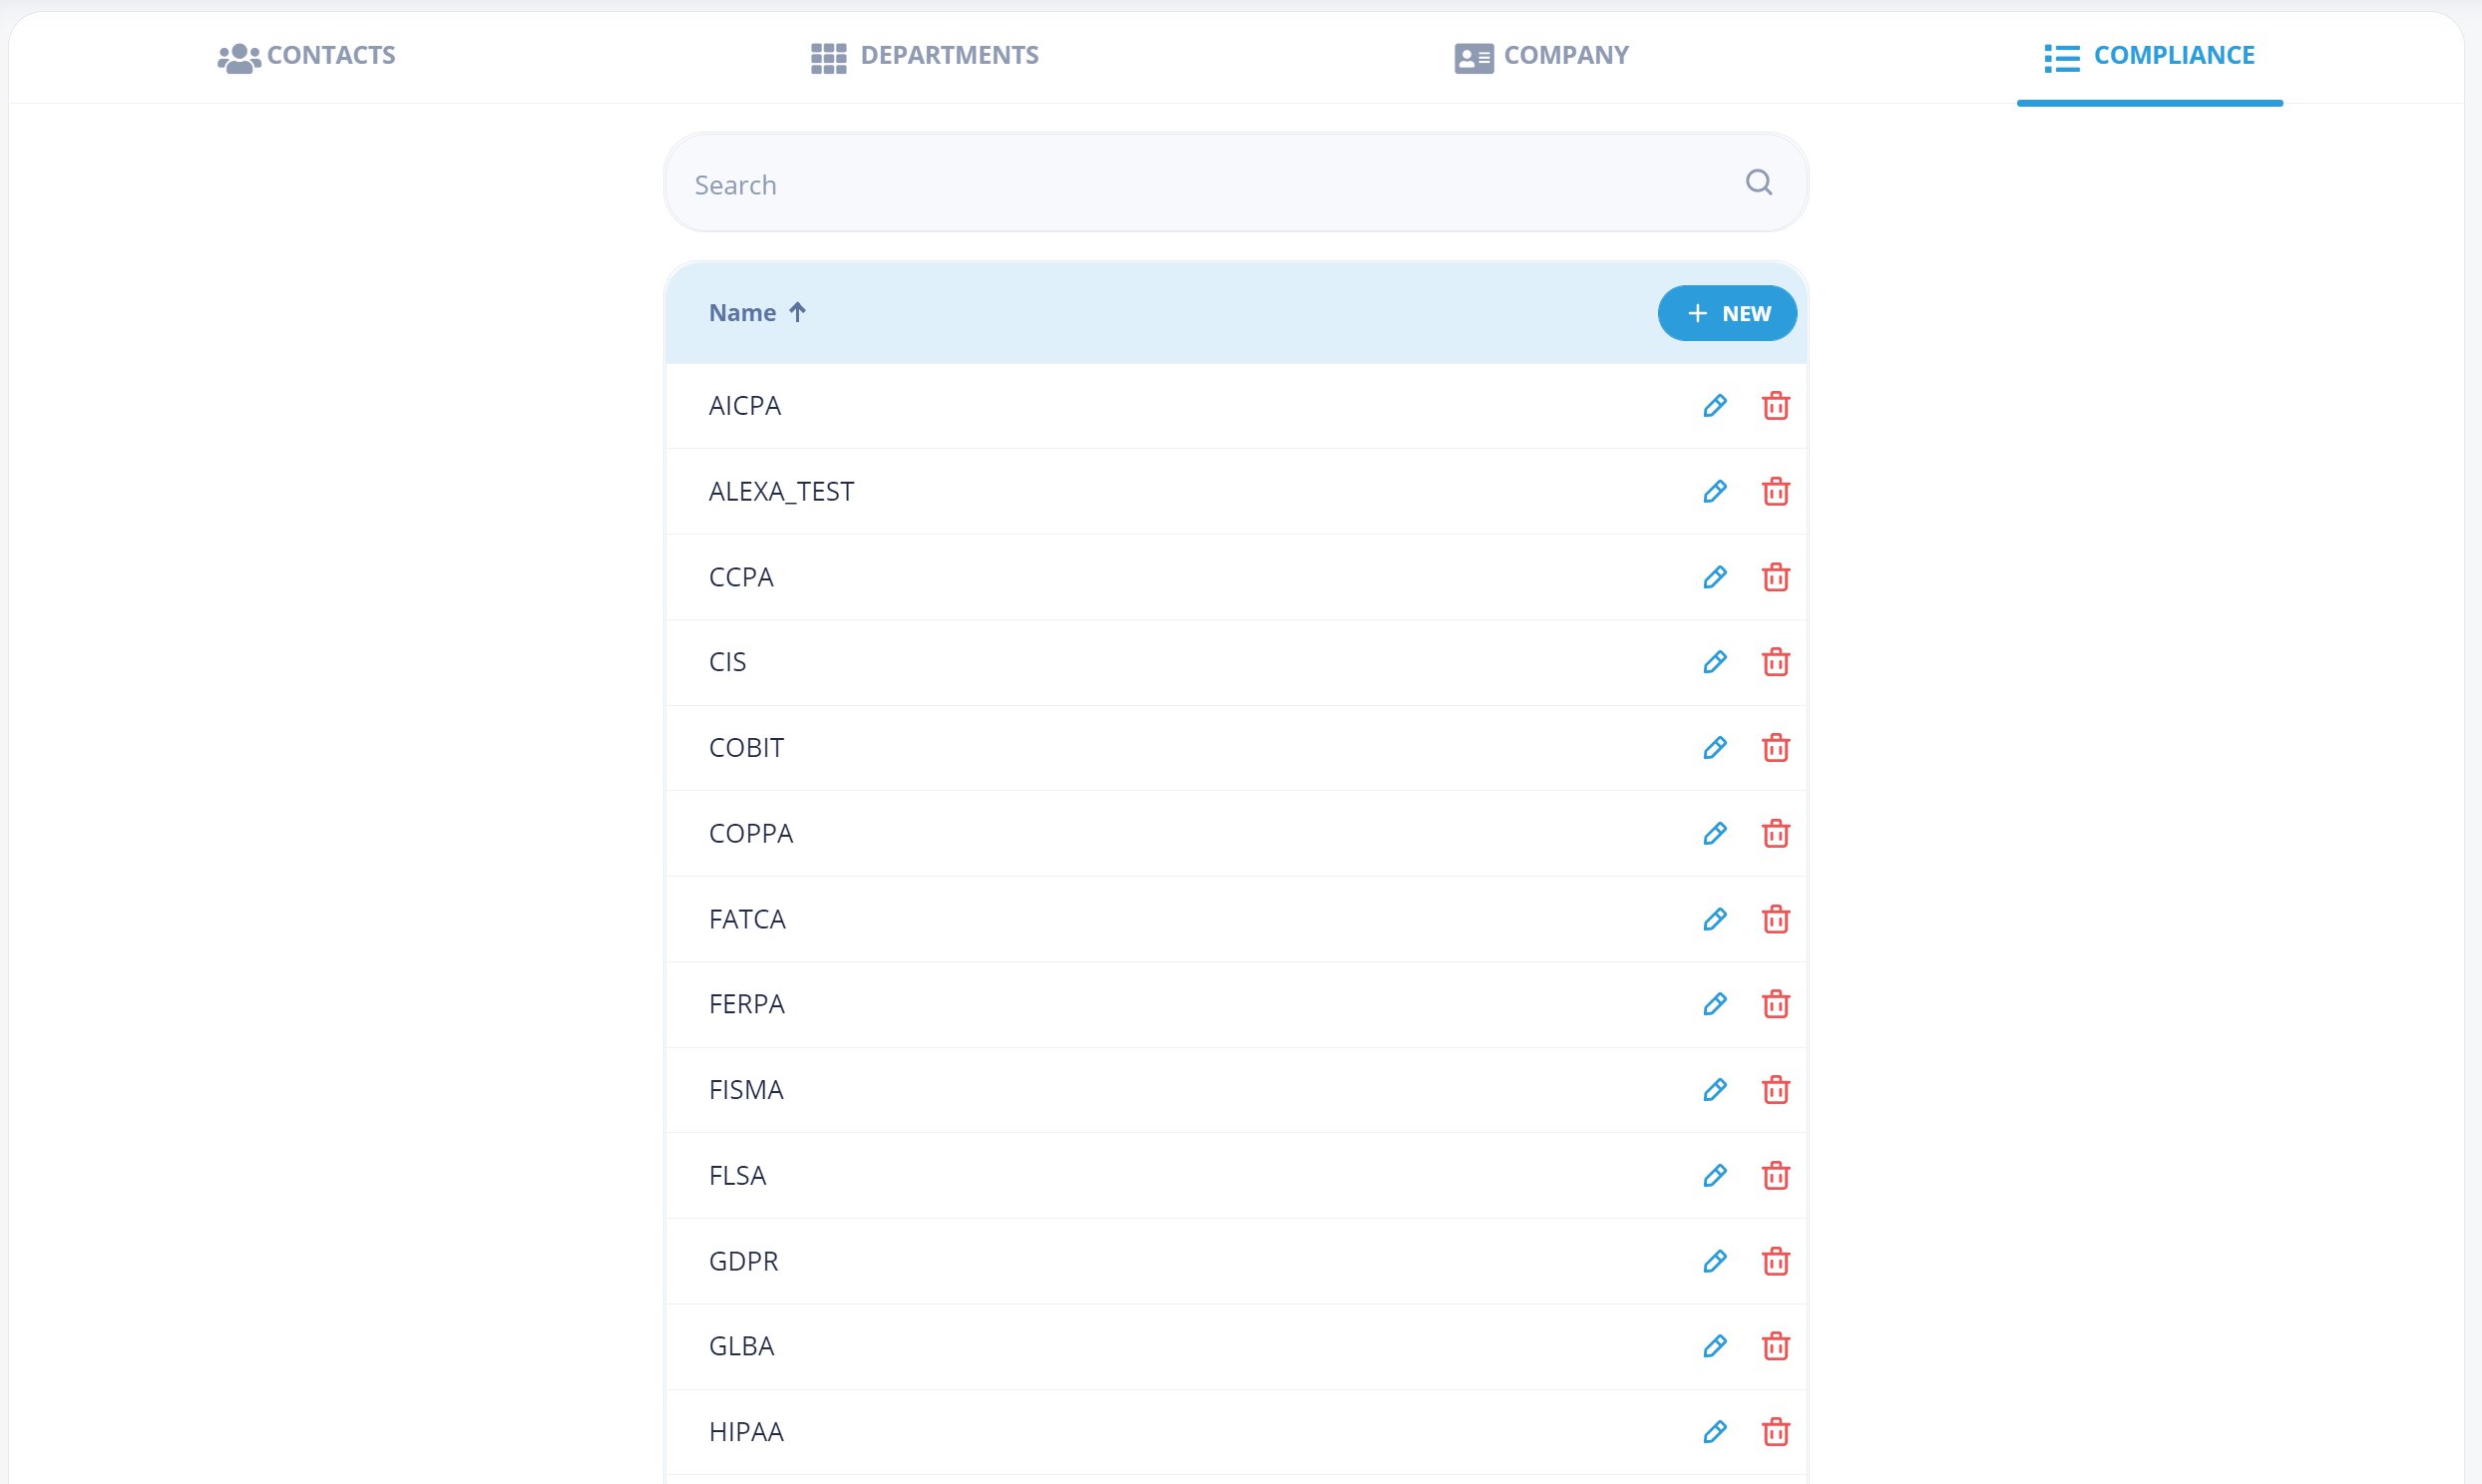 CONTACTS DEPARTMENTS COMPANY COMPLIANCE
Search
Name NEW
AICPA
ALEXA_TEST
CCPA
CIS
COBIT
COPPA
FATCA
FERPA
FISMA
FLSA
GDPR
GLBA
HIPAA